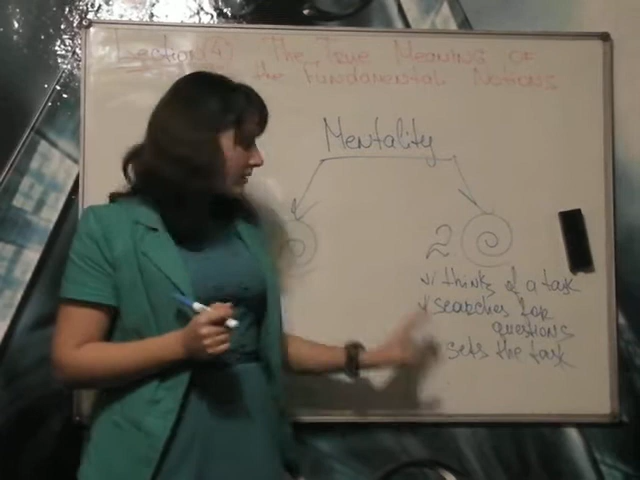 Lection (4) The True Meaning Of
the Fundamental Notions
Mentality
2
√ thinks of a task
√ searches for
questions
sets the task